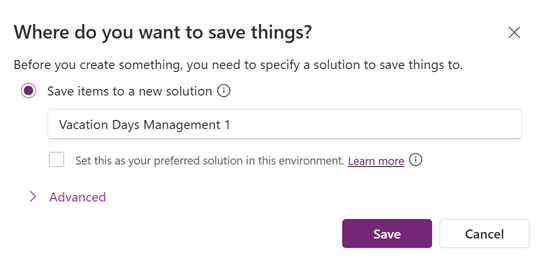 Where do you want to save things?
Before you create something, you need to specify a solution to save things to.
Save items to a new solution
Vacation Days Management 1
Set this as your preferred solution in this environment. Learn more
Advanced
Save Cancel